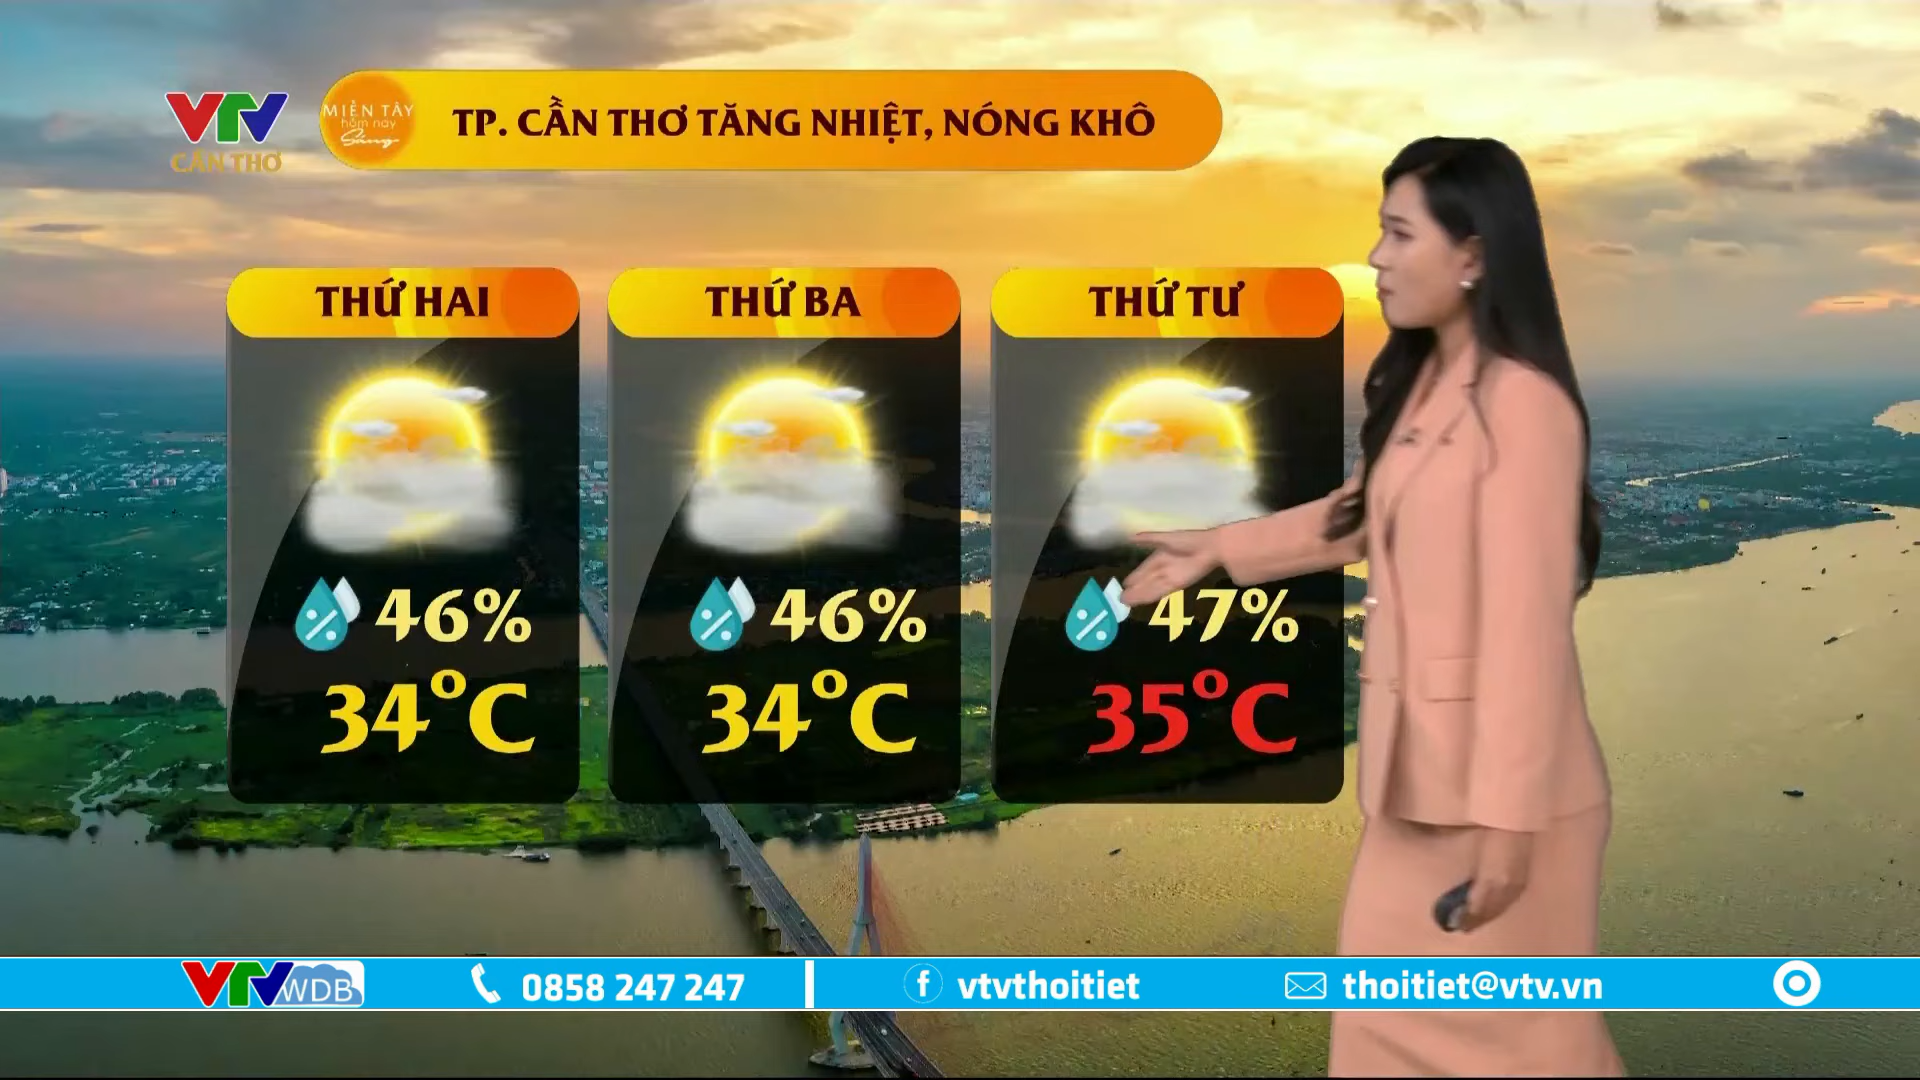 VTV
CẦN THƠ
MIỀN TÂY
hôm nay
Sáng
TP. CẦN THƠ TĂNG NHIỆT, NÓNG KHÔ
THỨ HAI
THỨ BA
THỨ TƯ
46%
46%
47%
34°C
34°C
35°C
VTV WDB
0858 247 247
vtvthoitiet
thoitiet@vtv.vn